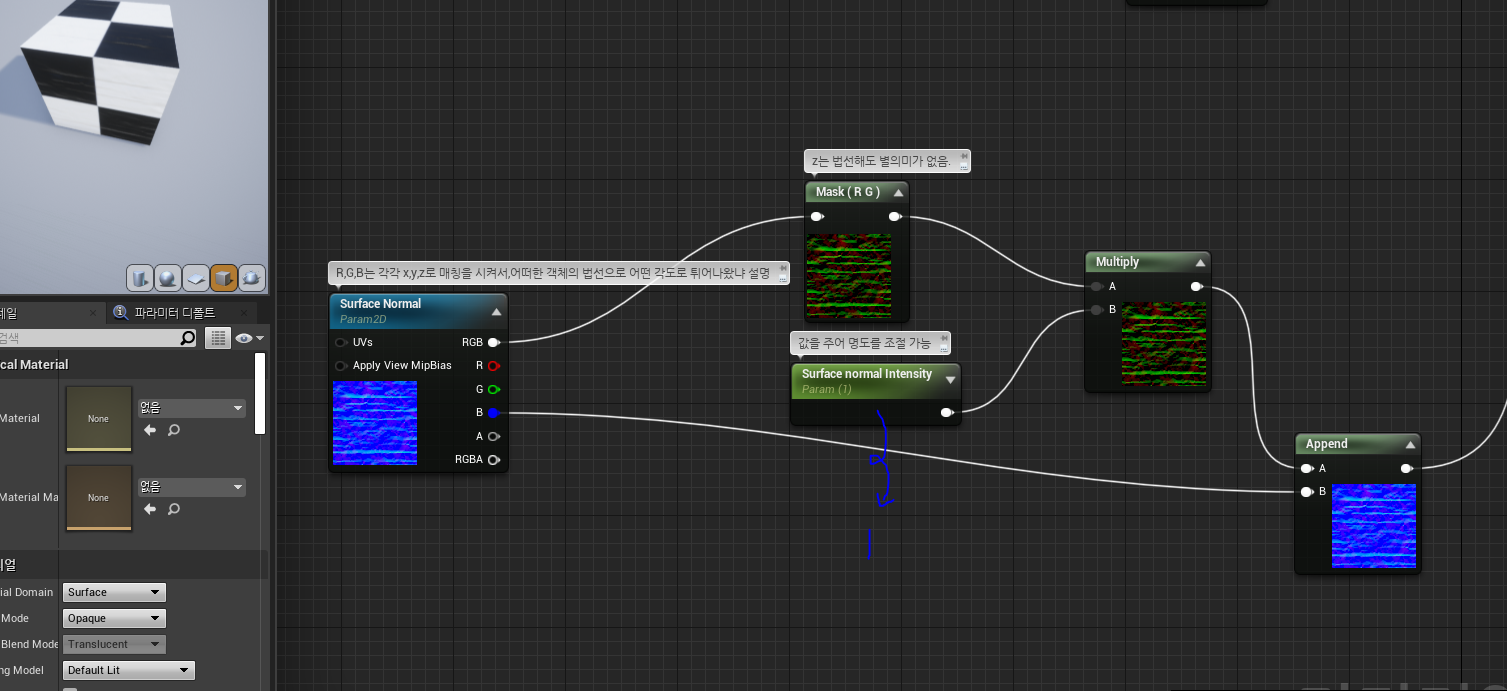 z는 법선해도 별의미가 없음.
Mask ( R G )
R,G,B는 각각 x,y,z로 매칭을 시켜서,어떠한 객체의 법선으로 어떤 각도로 튀어나왔냐 설명
Surface Normal
Param2D
UVs
RGB
Apply View MipBias
R
G
B
A
RGBA
값을 주어 명도를 조절 가능
Surface normal Intensity
Param (1)
Multiply
A
B
Append
A
B
파라미터 디폴트
검색
cal Material
Material
None
없음
Material Ma
None
없음
ial Domain
Surface
Mode
Opaque
Blend Mode
Translucent
ng Model
Default Lit